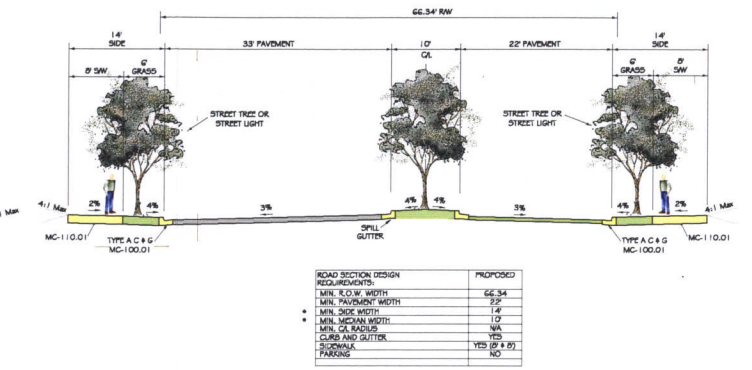 66.34' R/W
14'
SIDE
33' PAVEMENT
10'
C/L
22' PAVEMENT
14'
SIDE
8' S/W
6'
GRASS
6'
GRASS
8'
S/W
STREET TREE OR
STREET LIGHT
STREET TREE OR
STREET LIGHT
4:1 Max
2%
4%
3%
4%
4%
3%
4%
2%
4:1 Max
MC-110.01
TYPE A C & G
MC-100.01
SPILL
GUTTER
TYPE A C & G
MC-100.01
MC-110.01
ROAD SECTION DESIGN
REQUIREMENTS:
PROPOSED
MIN. R.O.W. WIDTH 66.34
MIN. PAVEMENT WIDTH 22'
* MIN. SIDE WIDTH 14'
* MIN. MEDIAN WIDTH 10'
MIN. C/L RADIUS N/A
CURB AND GUTTER YES
SIDEWALK YES (8' & 8')
PARKING NO